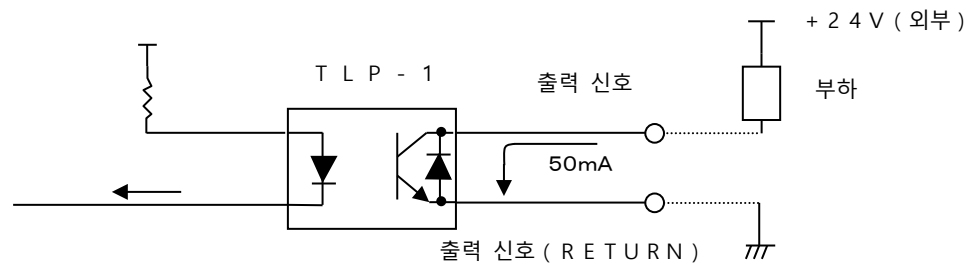 +24V(외부)
TLP-1
출력 신호
부하
50mA
출력 신호(RETURN)